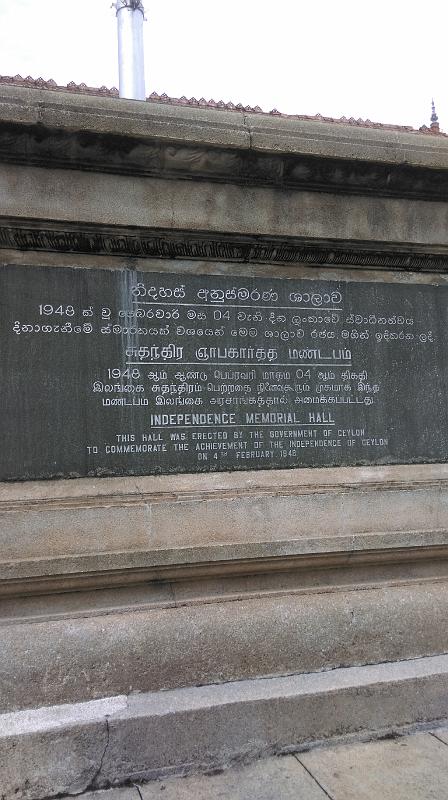 නිදහස් අනුස්මරණ ශාලාව
1948 ක් වූ පෙබරවාරි මස 04 වැනි දින ලංකාවේ ස්වාධීනත්වය
දිනාගැනීමේ ස්මාරකයක් වශයෙන් මෙම ශාලාව රජය මගින් ඉදිකරන ලදි
சுதந்திர ஞாபகார்த்த மண்டபம்
1948 ஆம் ஆண்டு பெப்ரவரி மாதம் 04 ஆம் திகதி
இலங்கை சுதந்திரம் பெற்றதை நினைவுகூரும் முகமாக இந்த
மண்டபம் இலங்கை அரசாங்கத்தால் அமைக்கப்பட்டது.
INDEPENDENCE MEMORIAL HALL
THIS HALL WAS ERECTED BY THE GOVERNMENT OF CEYLON
TO COMMEMORATE THE ACHIEVEMENT OF THE INDEPENDENCE OF CEYLON
ON 4TH FEBRUARY 1948